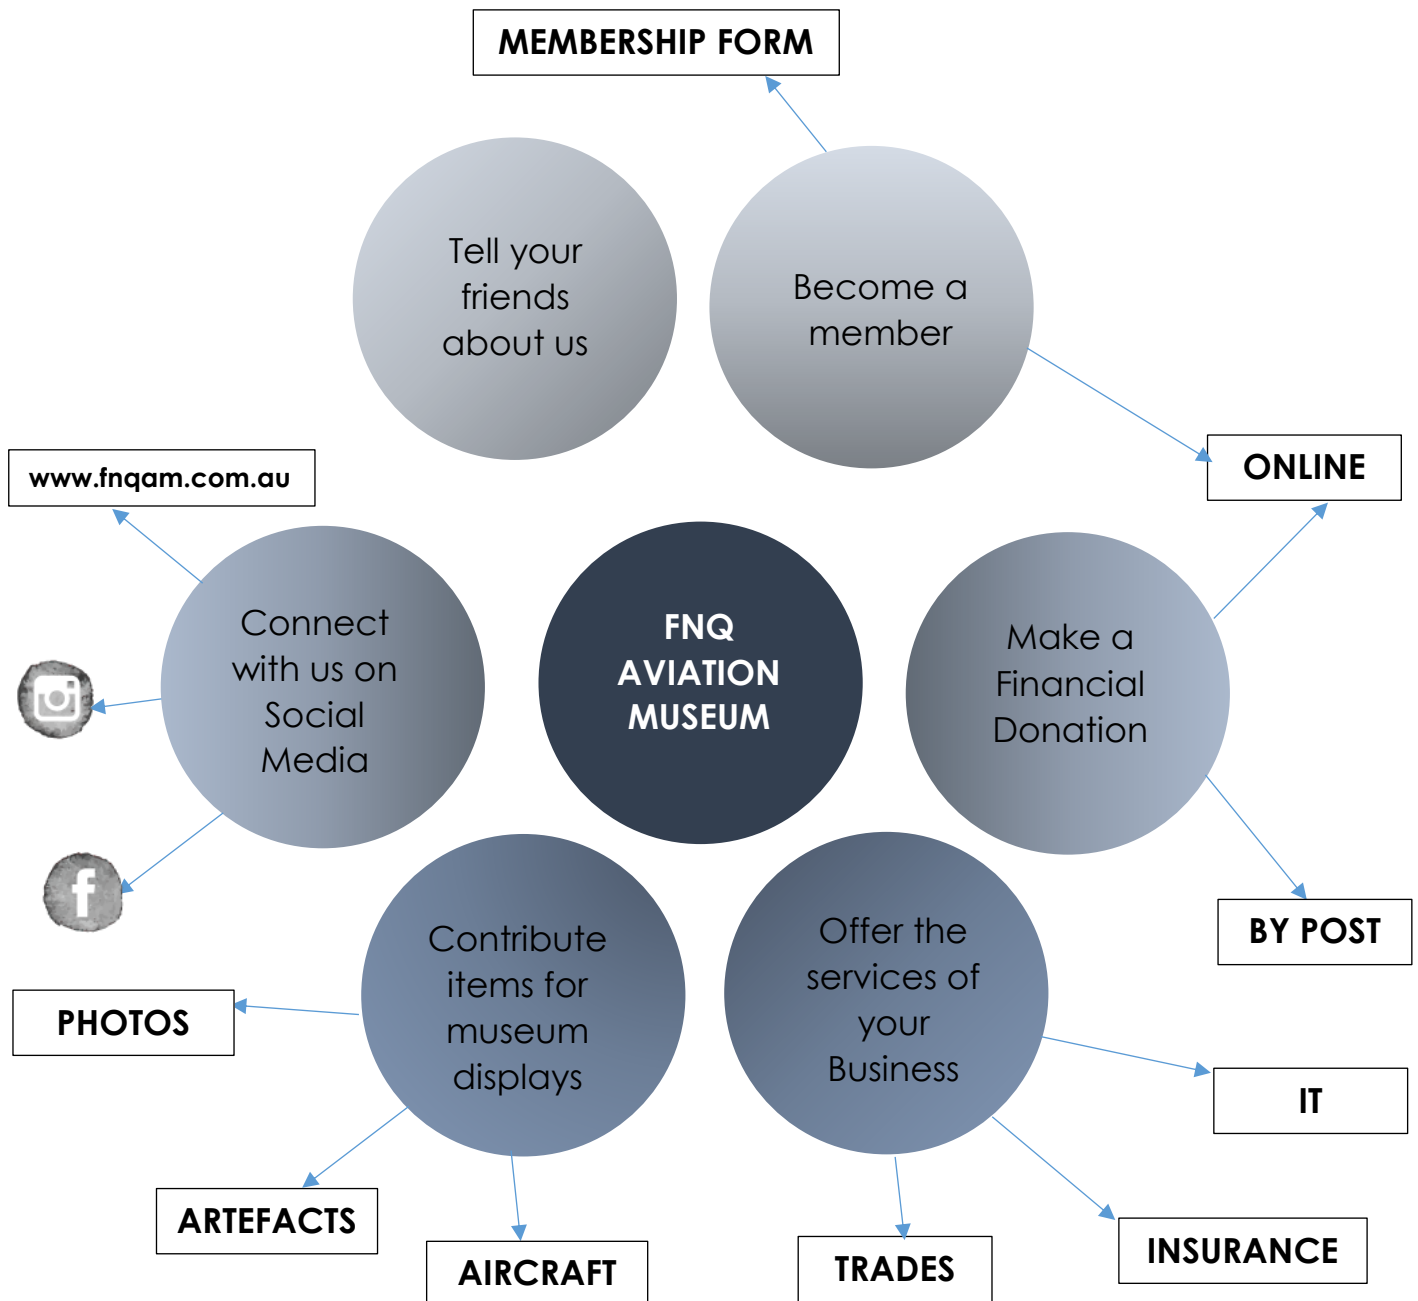 MEMBERSHIP FORM
Tell your
friends
about us
Become a
member
www.fnqam.com.au
ONLINE
Connect
with us on
Social
Media
FNQ
AVIATION
MUSEUM
Make a
Financial
Donation
f
BY POST
Contribute
items for
museum
displays
Offer the
services of
your
Business
PHOTOS
IT
ARTEFACTS
AIRCRAFT
TRADES
INSURANCE